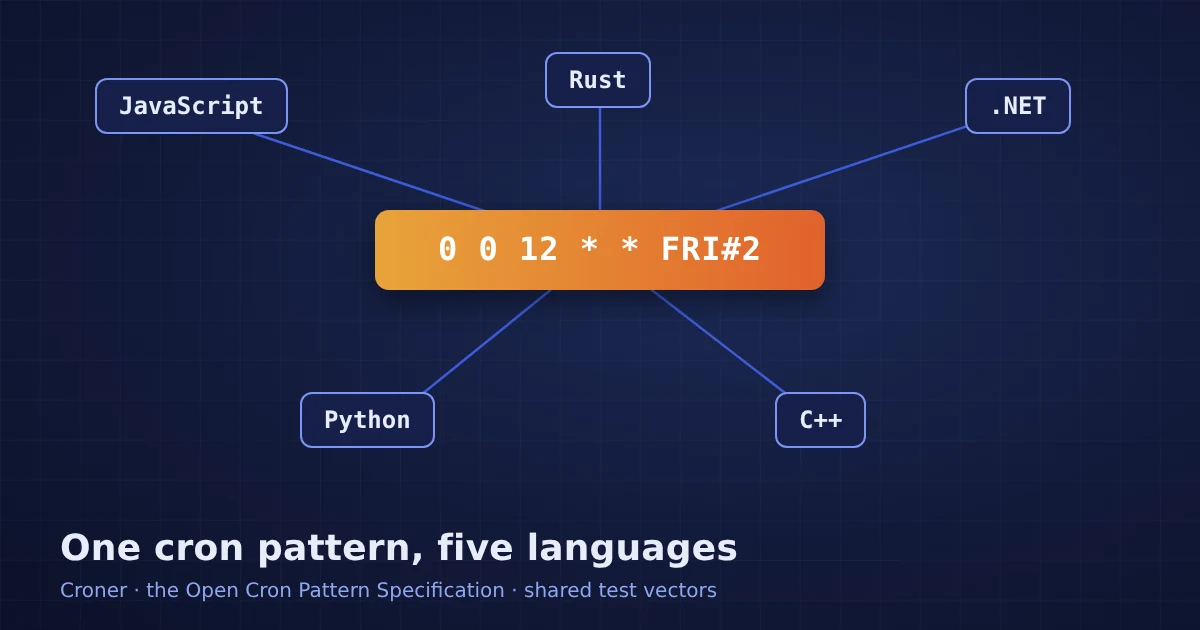 Rust
JavaScript
.NET
0 0 12 * * FRI#2
Python
C++
One cron pattern, five languages
Croner · the Open Cron Pattern Specification · shared test vectors